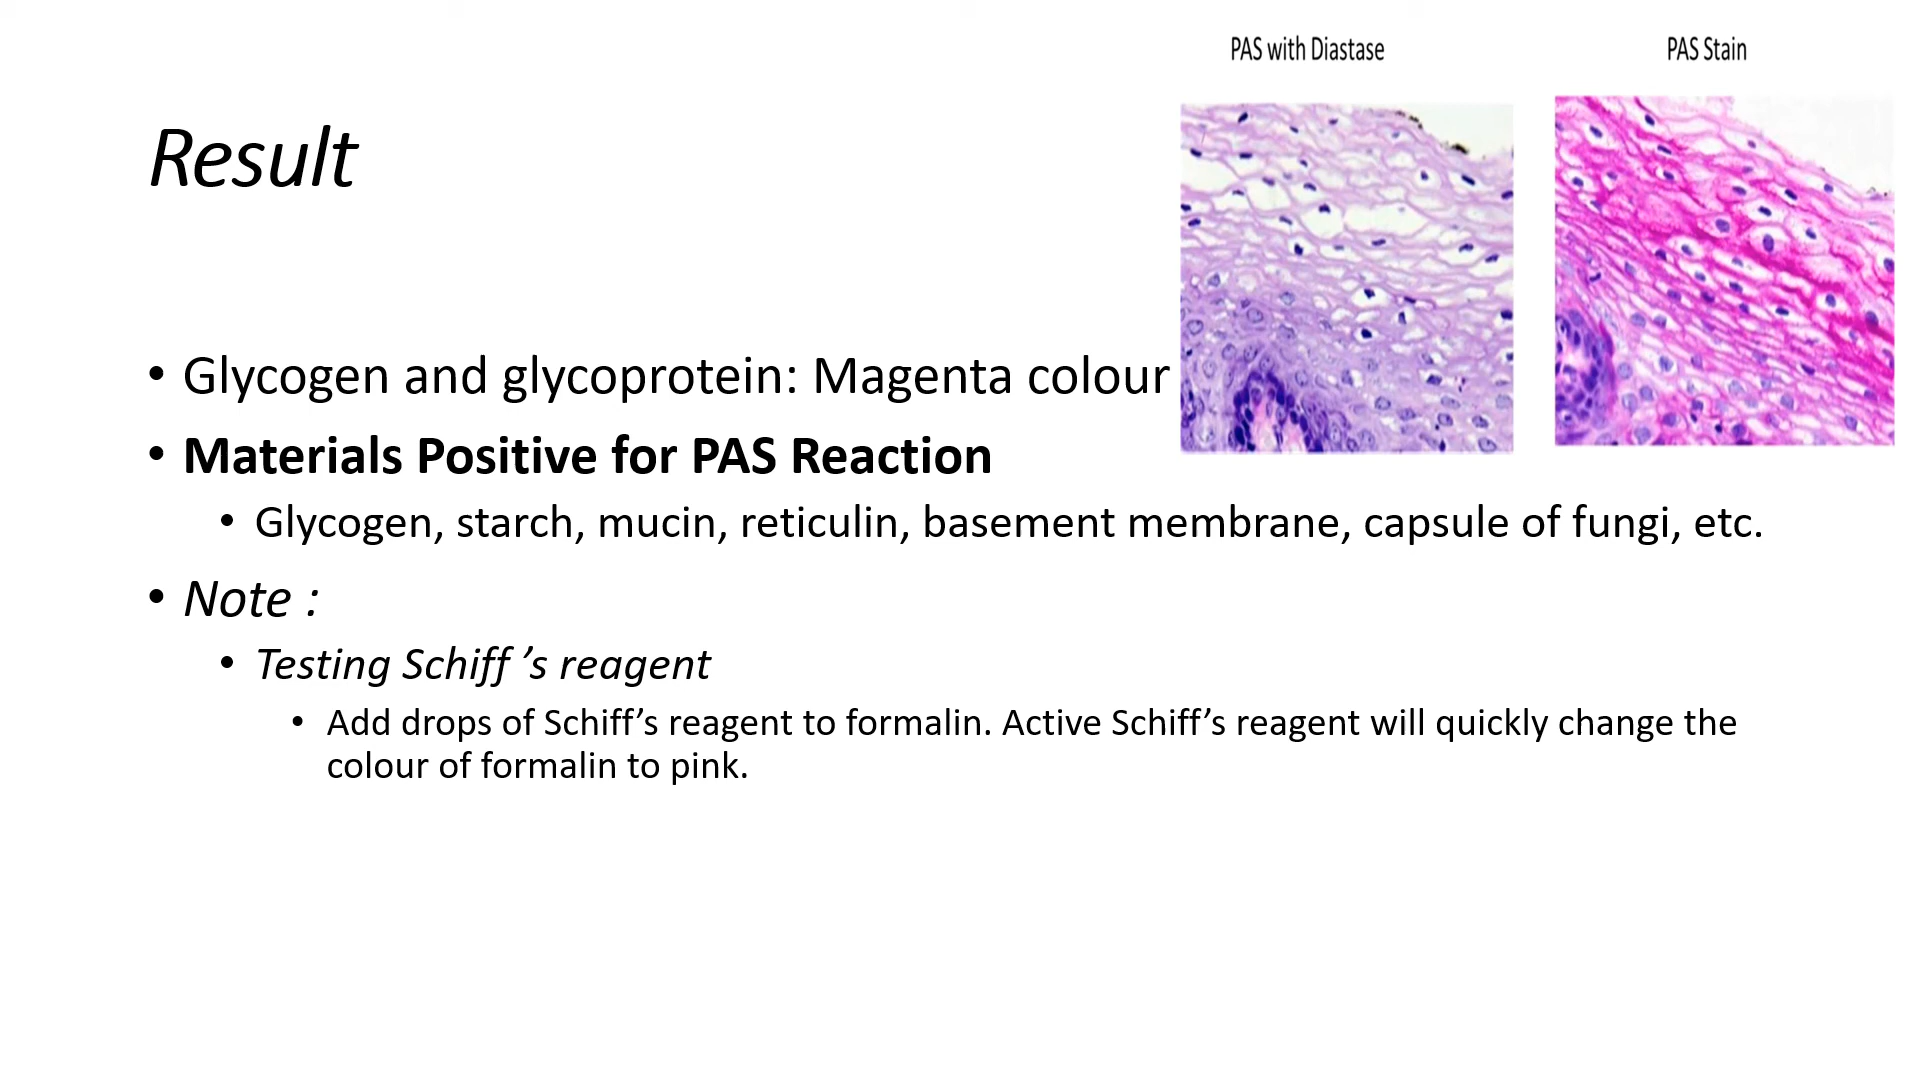 PAS with Diastase
PAS Stain
Result
• Glycogen and glycoprotein: Magenta colour
• Materials Positive for PAS Reaction
• Glycogen, starch, mucin, reticulin, basement membrane, capsule of fungi, etc.
• Note :
• Testing Schiff ’s reagent
• Add drops of Schiff’s reagent to formalin. Active Schiff’s reagent will quickly change the
colour of formalin to pink.